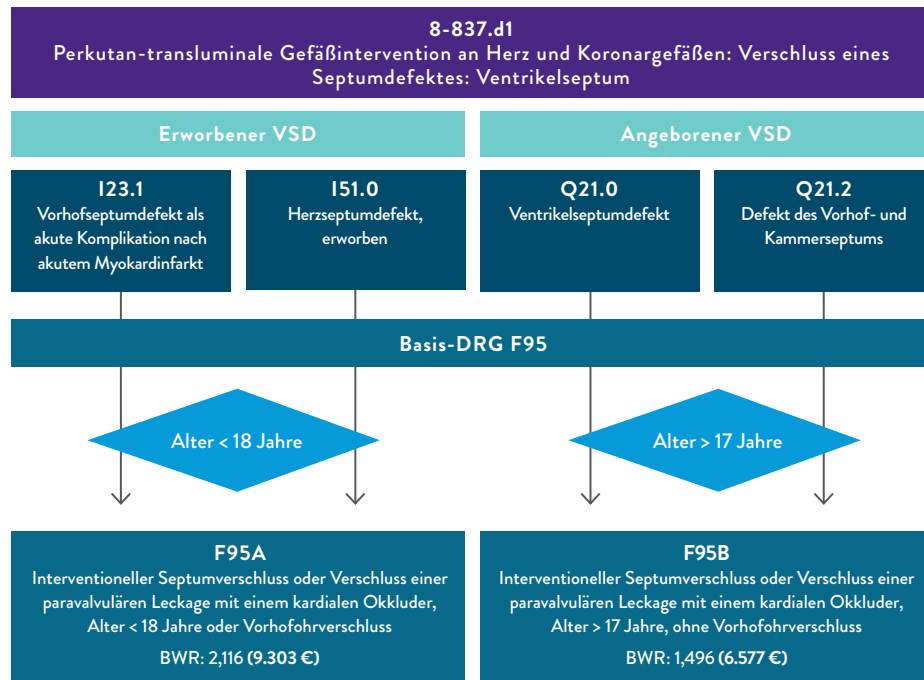 8-837.d1
Perkutan-transluminale Gefäßintervention an Herz und Koronargefäßen: Verschluss eines
Septumdefektes: Ventrikelseptum
Erworbener VSD
Angeborener VSD
I23.1
Vorhofseptumdefekt als
akute Komplikation nach
akutem Myokardinfarkt
I51.0
Herzseptumdefekt,
erworben
Q21.0
Ventrikelseptumdefekt
Q21.2
Defekt des Vorhof- und
Kammerseptums
Basis-DRG F95
Alter < 18 Jahre
Alter > 17 Jahre
F95A
Interventioneller Septumverschluss oder Verschluss einer
paravalvulären Leckage mit einem kardialen Okkluder,
Alter < 18 Jahre oder Vorhofohrverschluss
BWR: 2,116 (9.303 €)
F95B
Interventioneller Septumverschluss oder Verschluss einer
paravalvulären Leckage mit einem kardialen Okkluder,
Alter > 17 Jahre, ohne Vorhofohrverschluss
BWR: 1,496 (6.577 €)